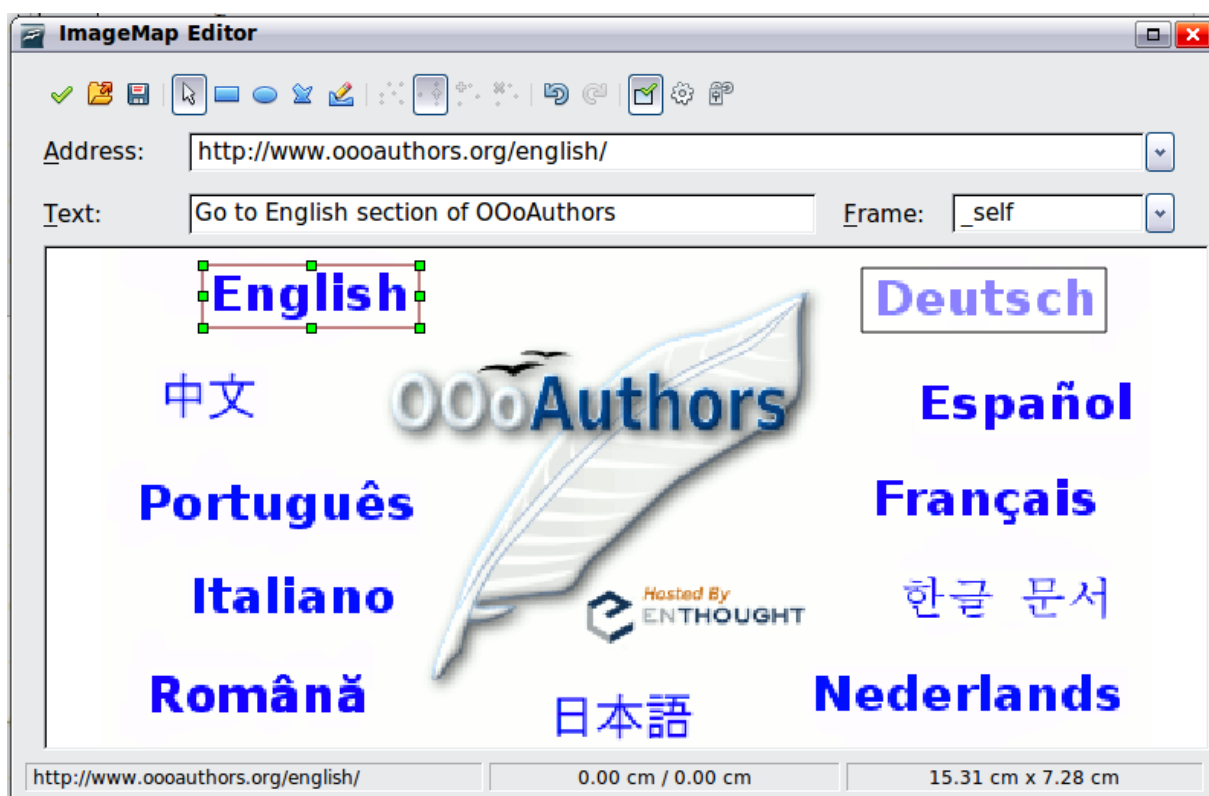 ImageMap Editor
Address: http://www.oooauthors.org/english/
Text: Go to English section of OOoAuthors Frame: _self
English Deutsch
中文 OOoAuthors Español
Português Français
Italiano Hosted By ENTHOUGHT 한글 문서
Română 日本語 Nederlands
http://www.oooauthors.org/english/ 0.00 cm / 0.00 cm 15.31 cm x 7.28 cm